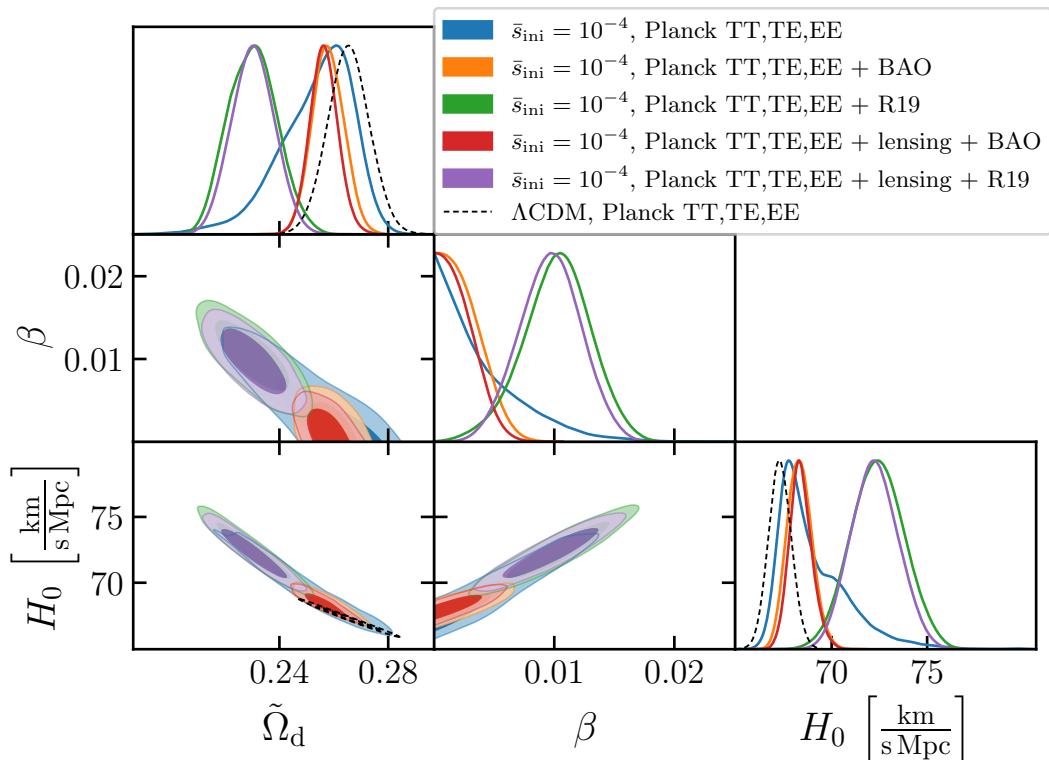 s̄ini = 10⁻⁴, Planck TT,TE,EE
s̄ini = 10⁻⁴, Planck TT,TE,EE + BAO
s̄ini = 10⁻⁴, Planck TT,TE,EE + R19
s̄ini = 10⁻⁴, Planck TT,TE,EE + lensing + BAO
s̄ini = 10⁻⁴, Planck TT,TE,EE + lensing + R19
ΛCDM, Planck TT,TE,EE
0.02
0.01
β
75
70
H₀ [km/s Mpc]
0.24 0.28
0.01 0.02
70 75
Ω̃d
β
H₀ [km/s Mpc]